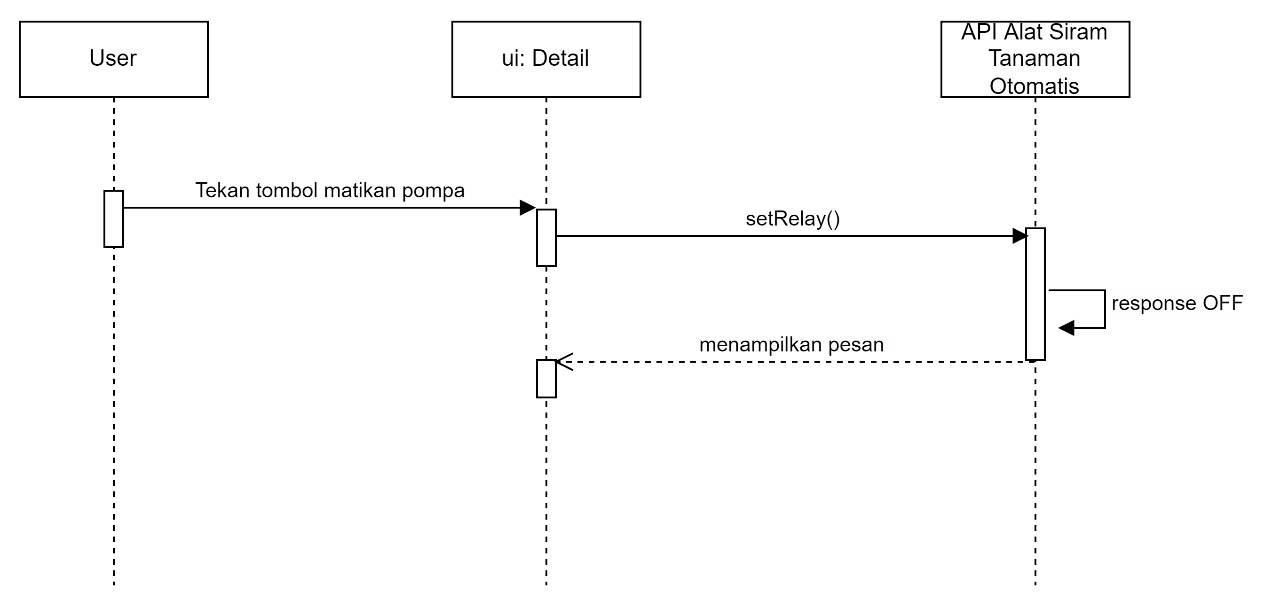 User
ui: Detail
API Alat Siram
Tanaman
Otomatis
Tekan tombol matikan pompa
setRelay()
response OFF
menampilkan pesan